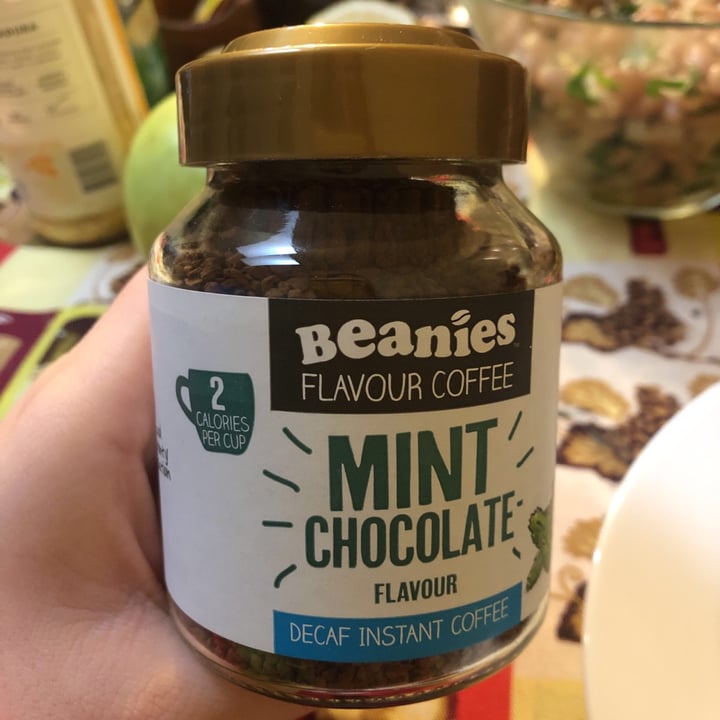 Beanies
FLAVOUR COFFEE
2
CALORIES
PER CUP
MINT
CHOCOLATE
FLAVOUR
DECAF INSTANT COFFEE